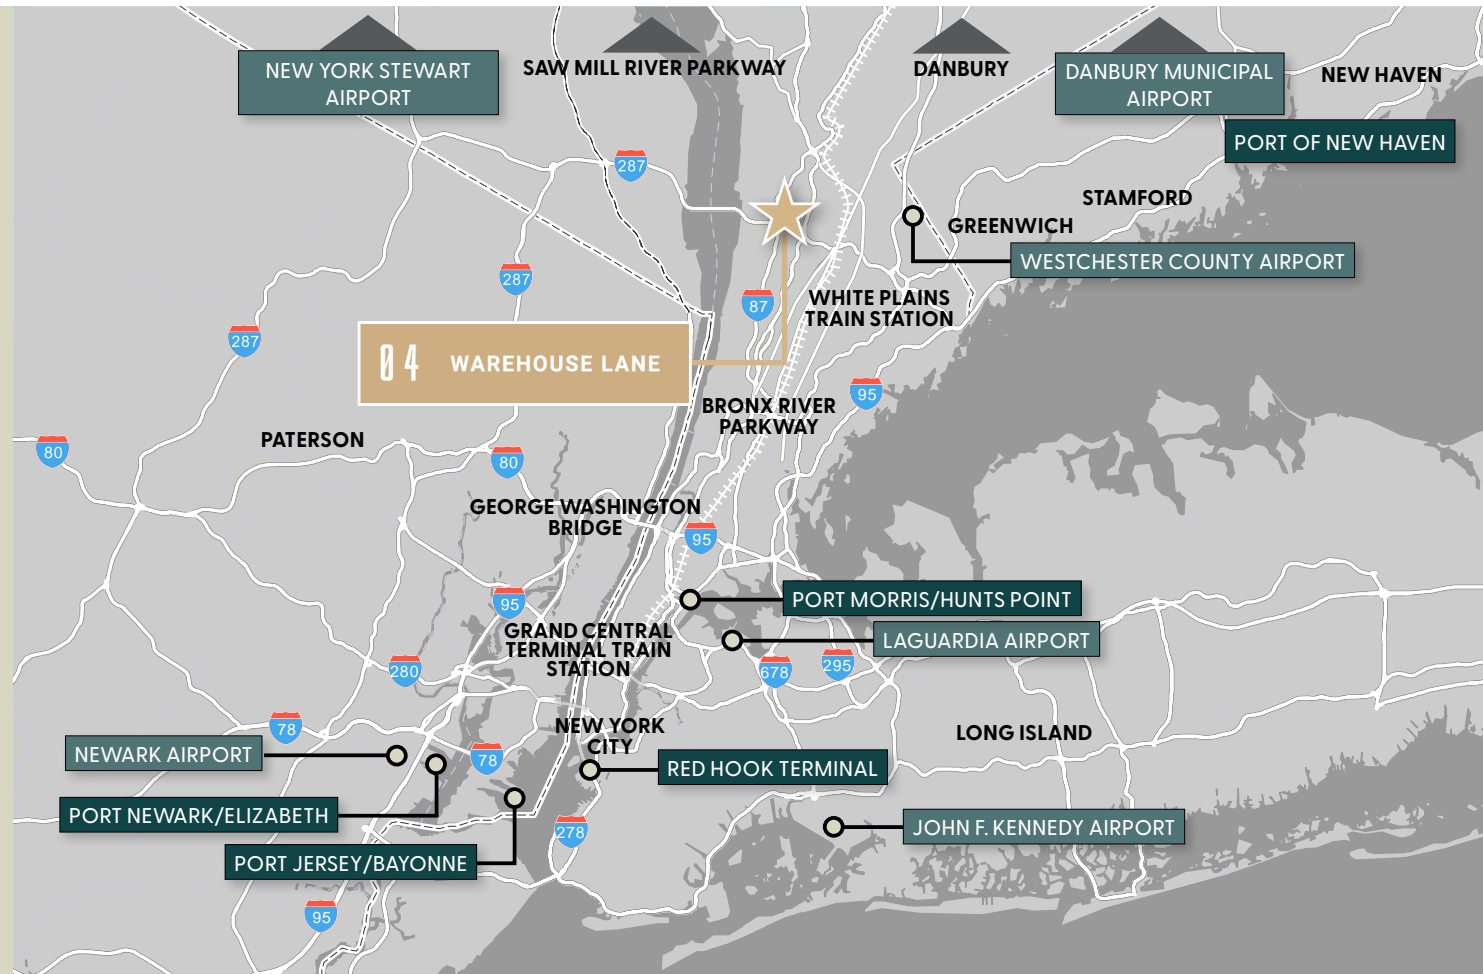 NEW YORK STEWART
AIRPORT
SAW MILL RIVER PARKWAY
DANBURY
DANBURY MUNICIPAL
AIRPORT
NEW HAVEN
PORT OF NEW HAVEN
287
STAMFORD
GREENWICH
WESTCHESTER COUNTY AIRPORT
287
87
WHITE PLAINS
TRAIN STATION
287
04 WAREHOUSE LANE
95
BRONX RIVER
PARKWAY
PATERSON
80
80
GEORGE WASHINGTON
BRIDGE
95
95
PORT MORRIS/HUNTS POINT
GRAND CENTRAL
TERMINAL TRAIN
STATION
LAGUARDIA AIRPORT
280
678
295
78
NEW YORK
CITY
LONG ISLAND
NEWARK AIRPORT
78
RED HOOK TERMINAL
PORT NEWARK/ELIZABETH
278
JOHN F. KENNEDY AIRPORT
PORT JERSEY/BAYONNE
95